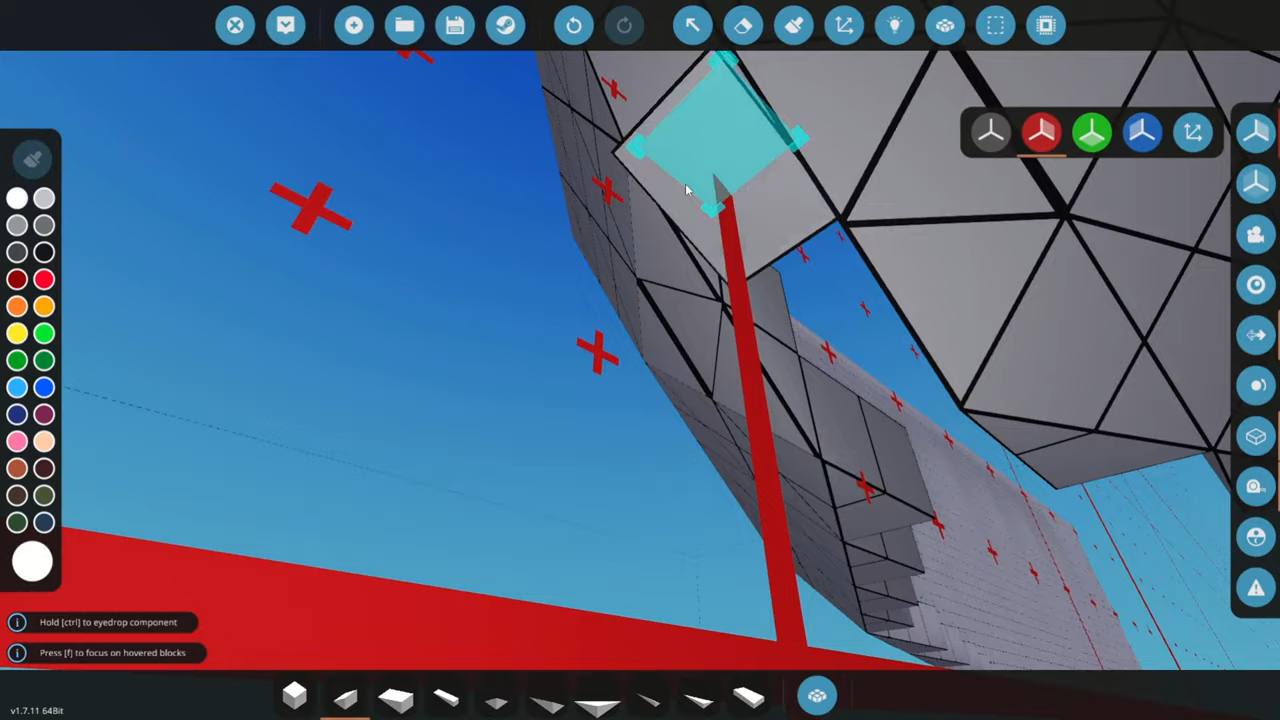 Hold [ctrl] to eyedrop component
Press [f] to focus on hovered blocks
v1.7.11 64Bit